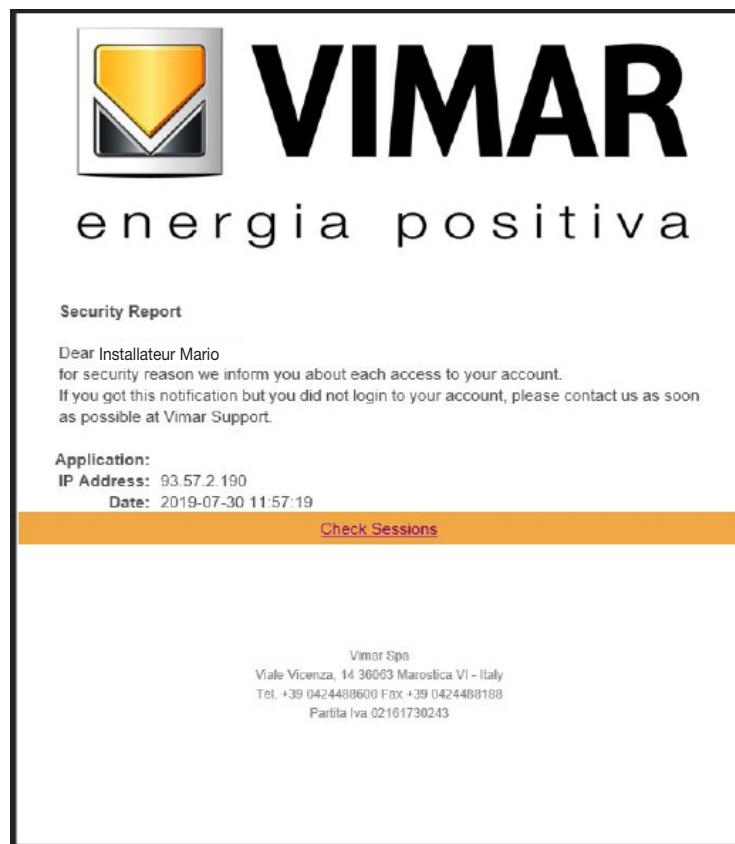 VIMAR
energia positiva
Security Report
Dear Installateur Mario
for security reason we inform you about each access to your account.
If you got this notification but you did not login to your account, please contact us as soon
as possible at Vimar Support.
Application:
IP Address: 93.57.2.190
Date: 2019-07-30 11:57:19
Check Sessions
Vimar Spa
Viale Vicenza, 14 36063 Marostica VI - Italy
Tel. +39 0424488600 Fax +39 0424488188
Partita Iva 02161730243